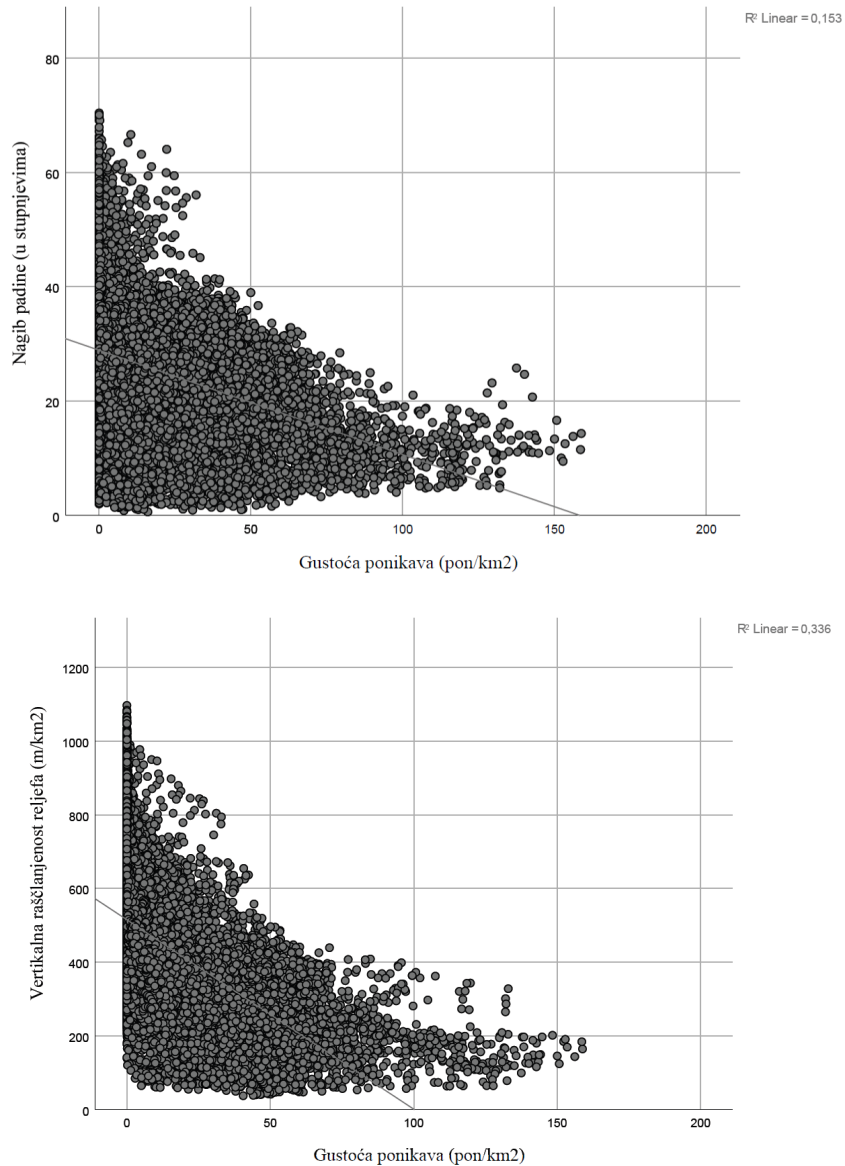 R² Linear = 0,153
80
60
40
20
0
Nagib padine (u stupnjevima)
0 50 100 150 200
Gustoća ponikava (pon/km2)
R² Linear = 0,336
1200
1000
800
600
400
200
0
Vertikalna raščlanjenost reljefa (m/km2)
0 50 100 150 200
Gustoća ponikava (pon/km2)